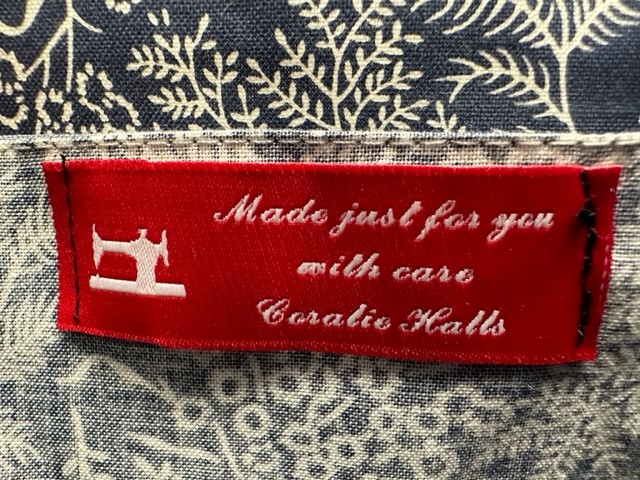 Made just for you
with care
Coralie Halls